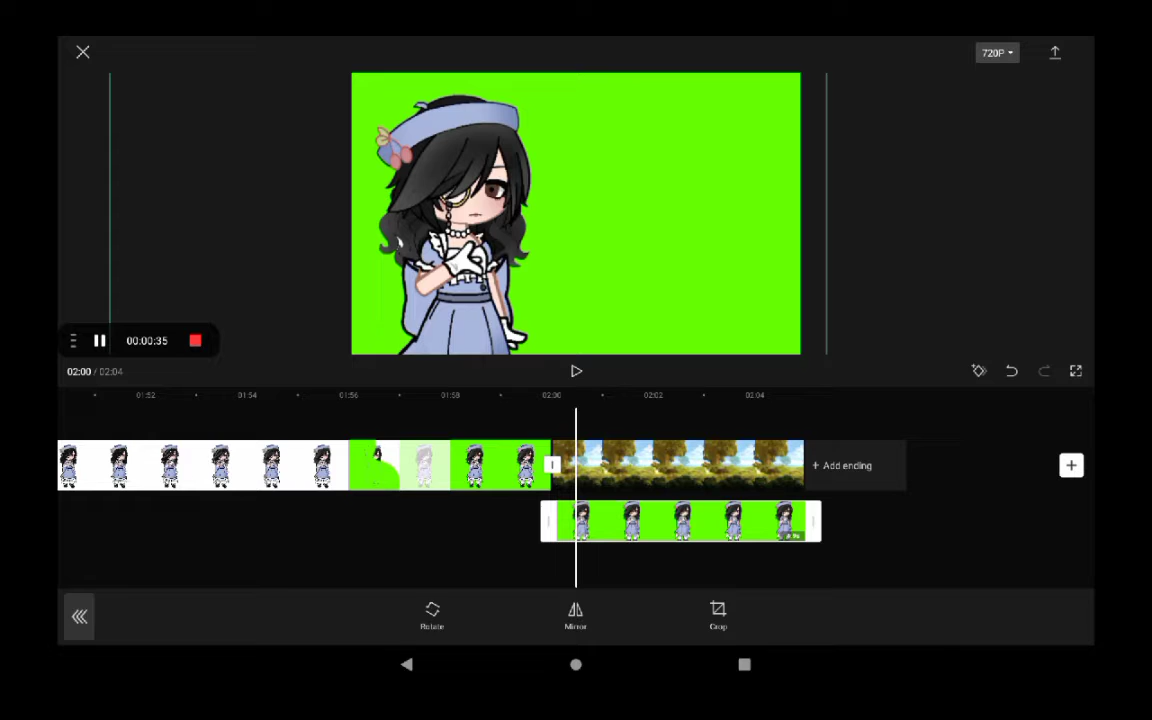 720P
00:00:35
02:00 / 02:04
01:52
01:54
01:56
01:58
02:00
02:02
02:04
+ Add ending
Rotate
Mirror
Crop